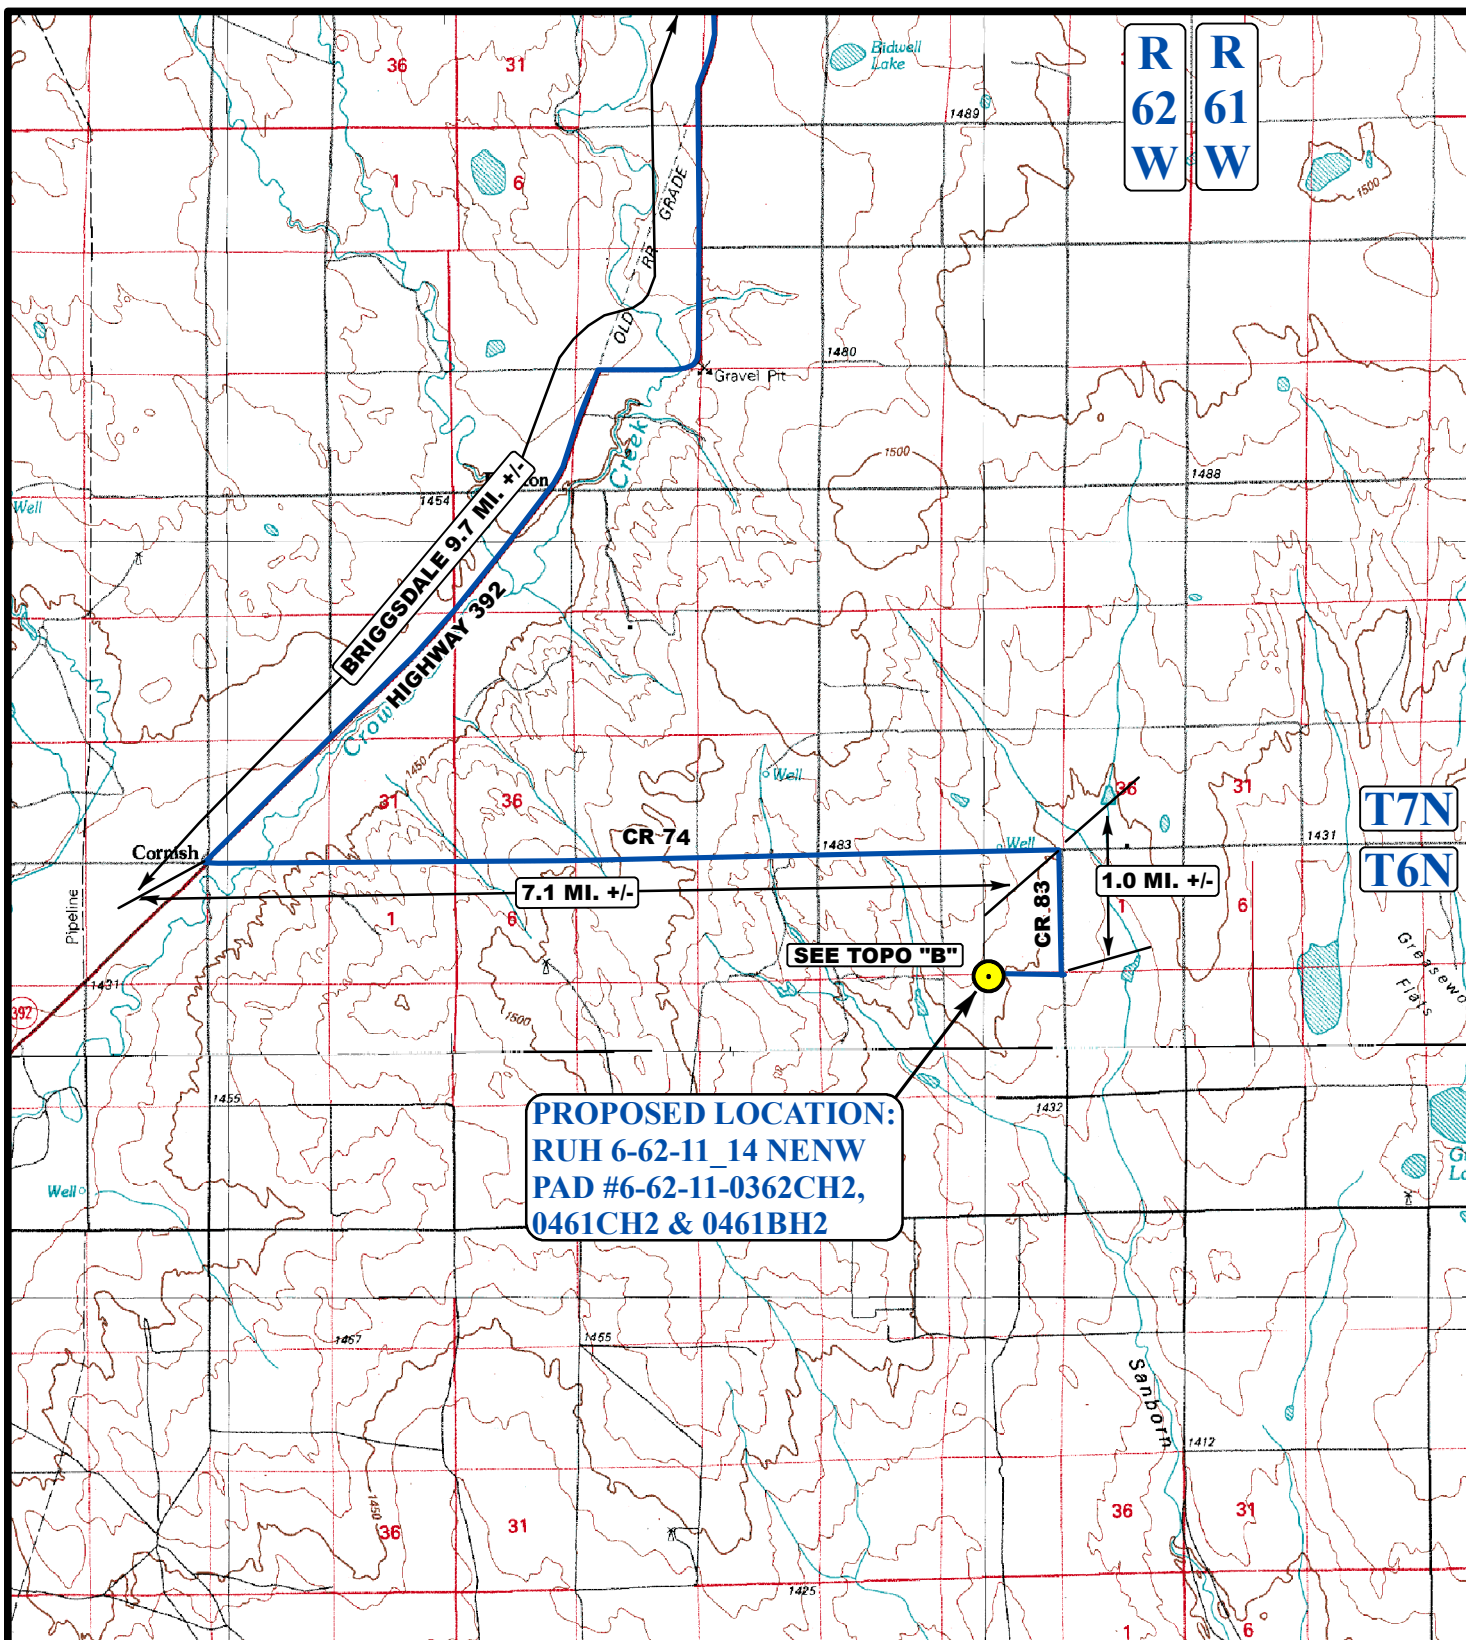 36
31
Bidwell
Lake
R
62
W
R
61
W
1489
1
6
1500
GRADE
RR
OLD
1480
Gravel Pit
Creek
1500
1488
1454
Well
BRIGGSDALE 9.7 MI. +/-
HIGHWAY 392
Crow
1450
Well
31
36
36
31
T7N
CR 74
1483
Well
1431
Cornish
T6N
7.1 MI. +/-
1.0 MI. +/-
CR 83
Pipeline
1
6
1
6
SEE TOPO "B"
Flats
1431
392
1500
1455
1432
PROPOSED LOCATION:
RUH 6-62-11_14 NENW
PAD #6-62-11-0362CH2,
0461CH2 & 0461BH2
Well
1467
1455
Sanborn
1412
1450
36
31
36
31
1425
1
6